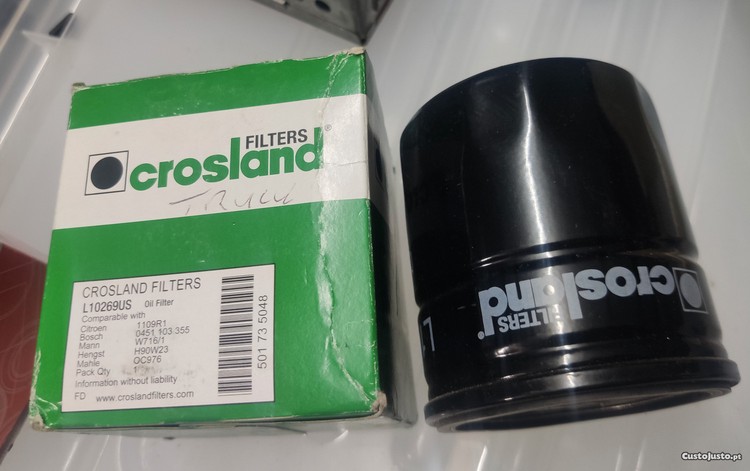 FILTERS
crosland
CROSLAND FILTERS
L10269US Oil Filter
Comparable with
Citroen 1109R1
Bosch 0451.103.355
Mann W716/1
Hengst H90W23
Mahle OC976
Pack Qty
Information without liability
FD www.croslandfilters.com
501 73 5048
crosland
FILTERS
CustoJusto.pt